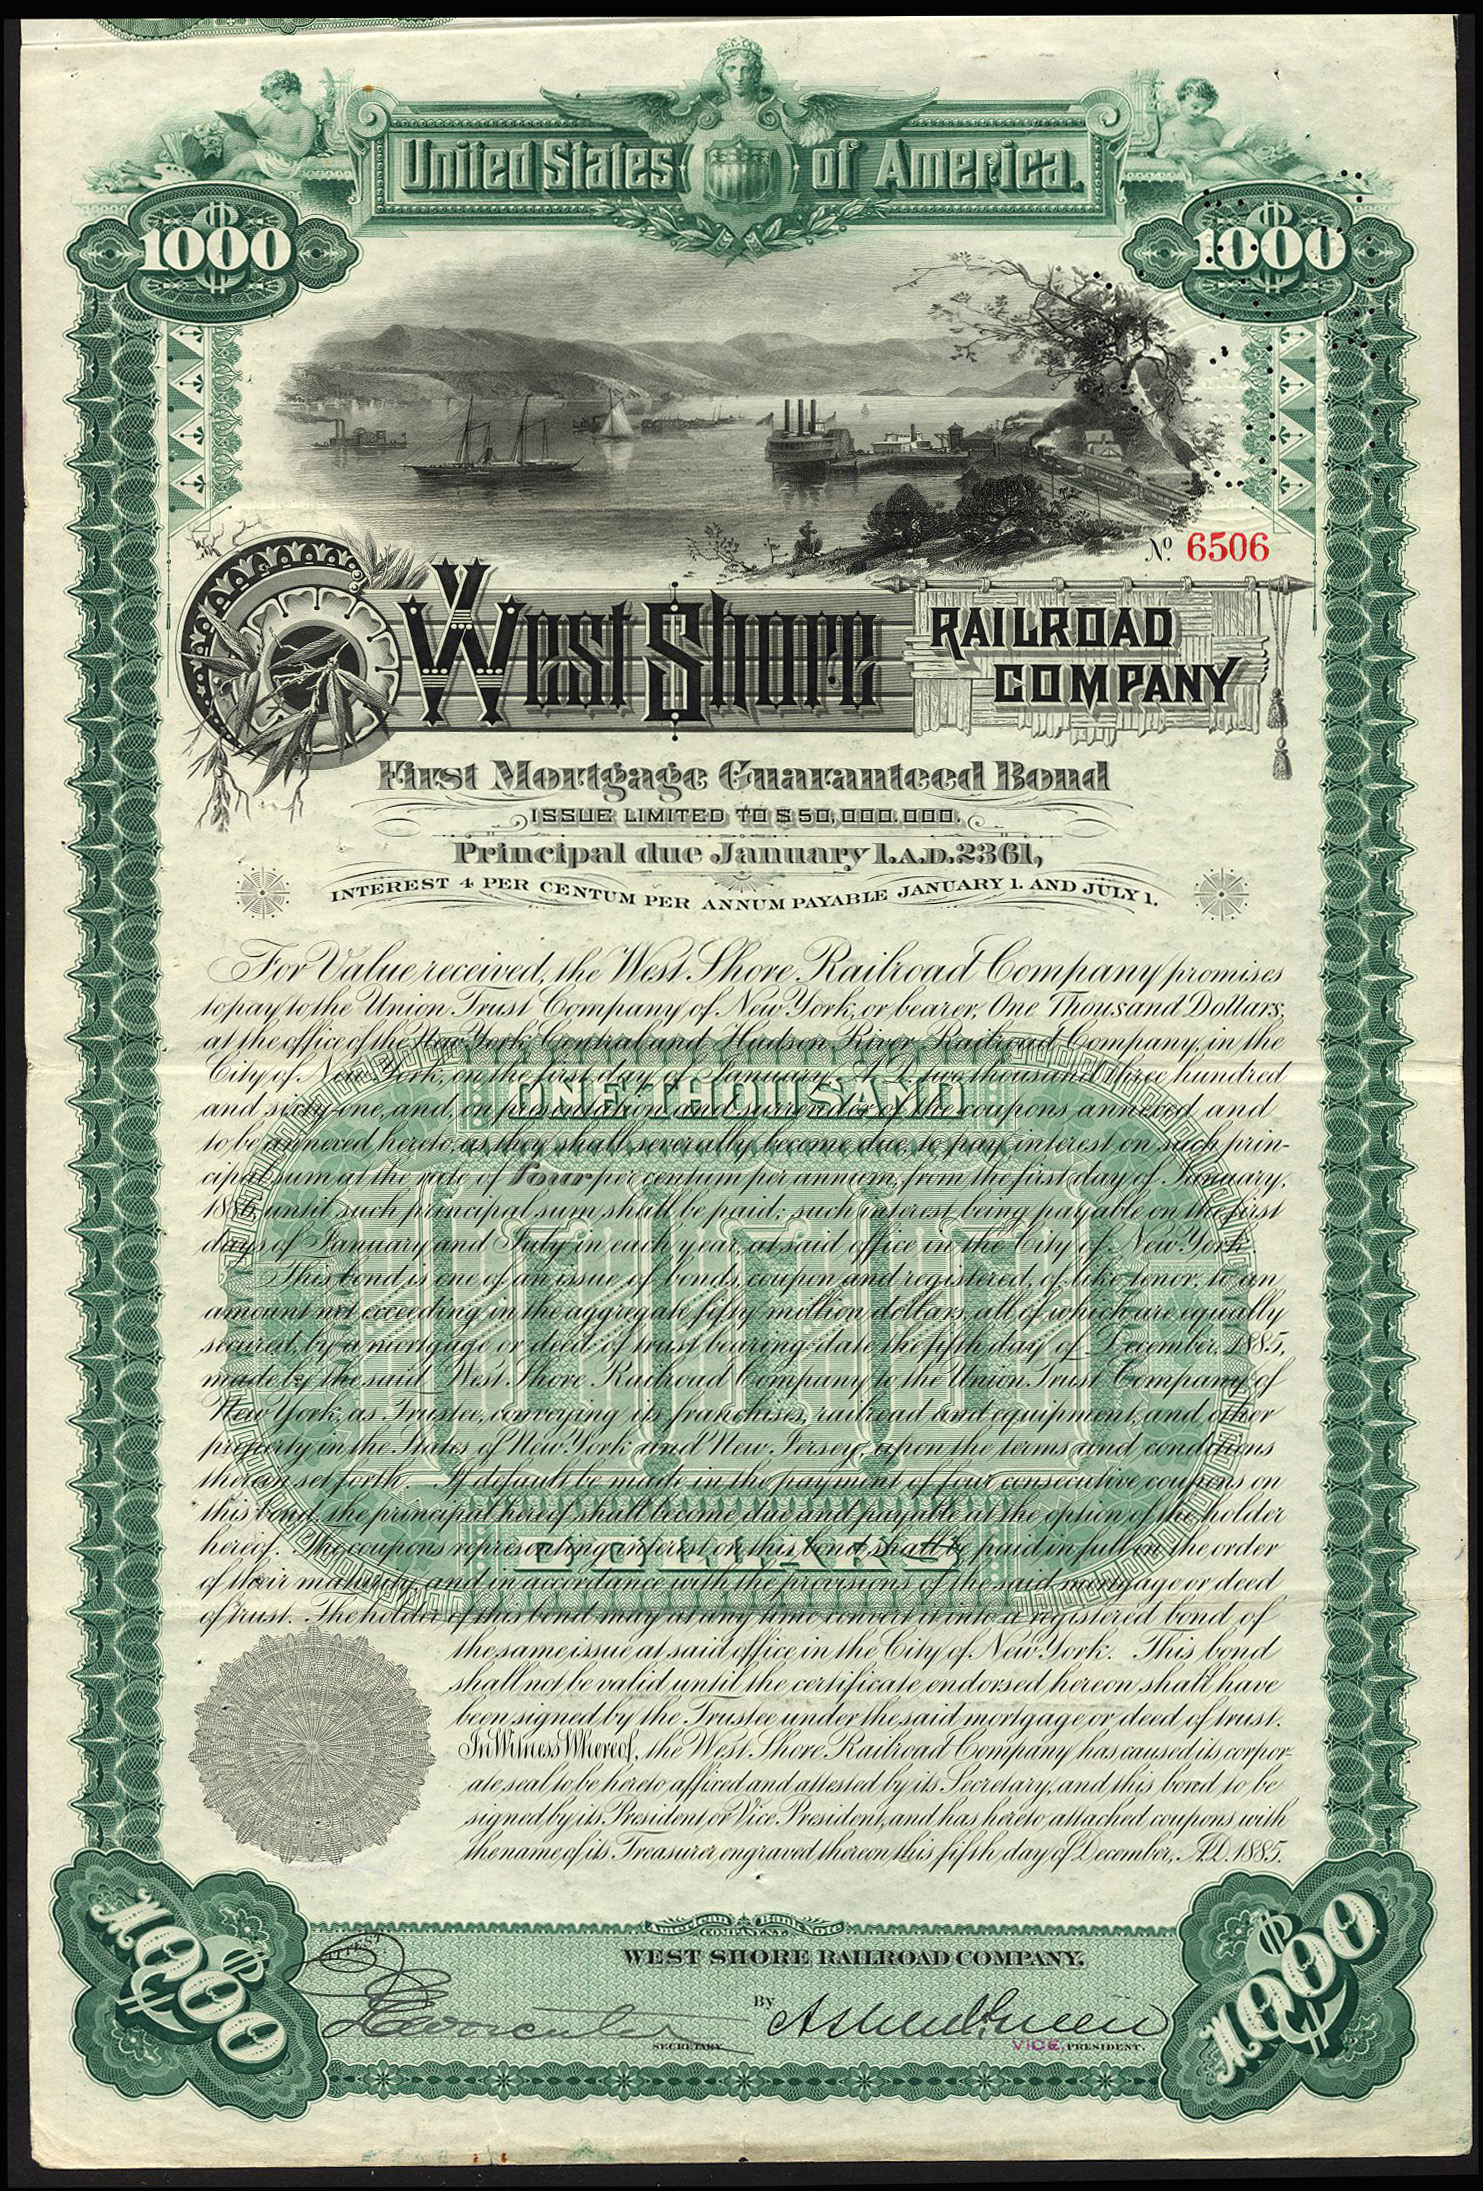 United States of America.
1000 1000
No. 6506
West Shore RAILROAD COMPANY
First Mortgage Guaranteed Bond
ISSUE LIMITED TO $50,000,000.
Principal due January 1. A.D. 2361,
INTEREST 4 PER CENTUM PER ANNUM PAYABLE JANUARY 1. AND JULY 1.
For Value received, the West Shore Railroad Company promises
to pay to the Union Trust Company of New York, or bearer, One Thousand Dollars,
at the office of the New York Central and Hudson River Railroad Company, in the
City of New York, on the first day of January, A.D. two thousand three hundred
and sixty-one, and, on presentation and surrender of the coupons annexed and
to be annexed hereto, as they shall severally become due, to pay interest on such prin-
cipal sum at the rate of four per centum per annum, from the first day of January,
1886, until such principal sum shall be paid; such interest being payable on the first
days of January and July, in each year, at said office in the City of New York.
This bond is one of an issue of bonds, coupon and registered, of like tenor, to an
amount not exceeding in the aggregate fifty million dollars, all of which are equally
secured by a mortgage or deed of trust bearing date the fifth day of December, 1885,
made by the said West Shore Railroad Company to the Union Trust Company of
New York, as Trustee, conveying its franchises, railroad and equipment, and other
property in the States of New York and New Jersey, upon the terms and conditions
therein set forth. If default be made in the payment of four consecutive coupons on
this bond, the principal hereof shall become due and payable at the option of the holder
hereof. The coupons representing interest on this bond shall be paid in full in the order
of their maturity, and in accordance with the provisions of the said mortgage or deed
of trust. The holder of this bond may at any time convert it into a registered bond of
the same issue at said office in the City of New York. This bond
shall not be valid until the certificate endorsed hereon shall have
been signed by the Trustee under the said mortgage or deed of trust.
In Witness Whereof, the West Shore Railroad Company has caused its corpor-
ate seal to be hereto affixed and attested by its Secretary, and this bond to be
signed by its President or Vice President, and has hereto attached coupons with
the name of its Treasurer engraved thereon this fifth day of December, A.D. 1885.
ONE THOUSAND
1000
DOLLARS
American Bank Note
COMPANY, N.Y.
ATTEST.
WEST SHORE RAILROAD COMPANY.
By Ashbel Green
SECRETARY. VICE PRESIDENT.
$1000 $1000